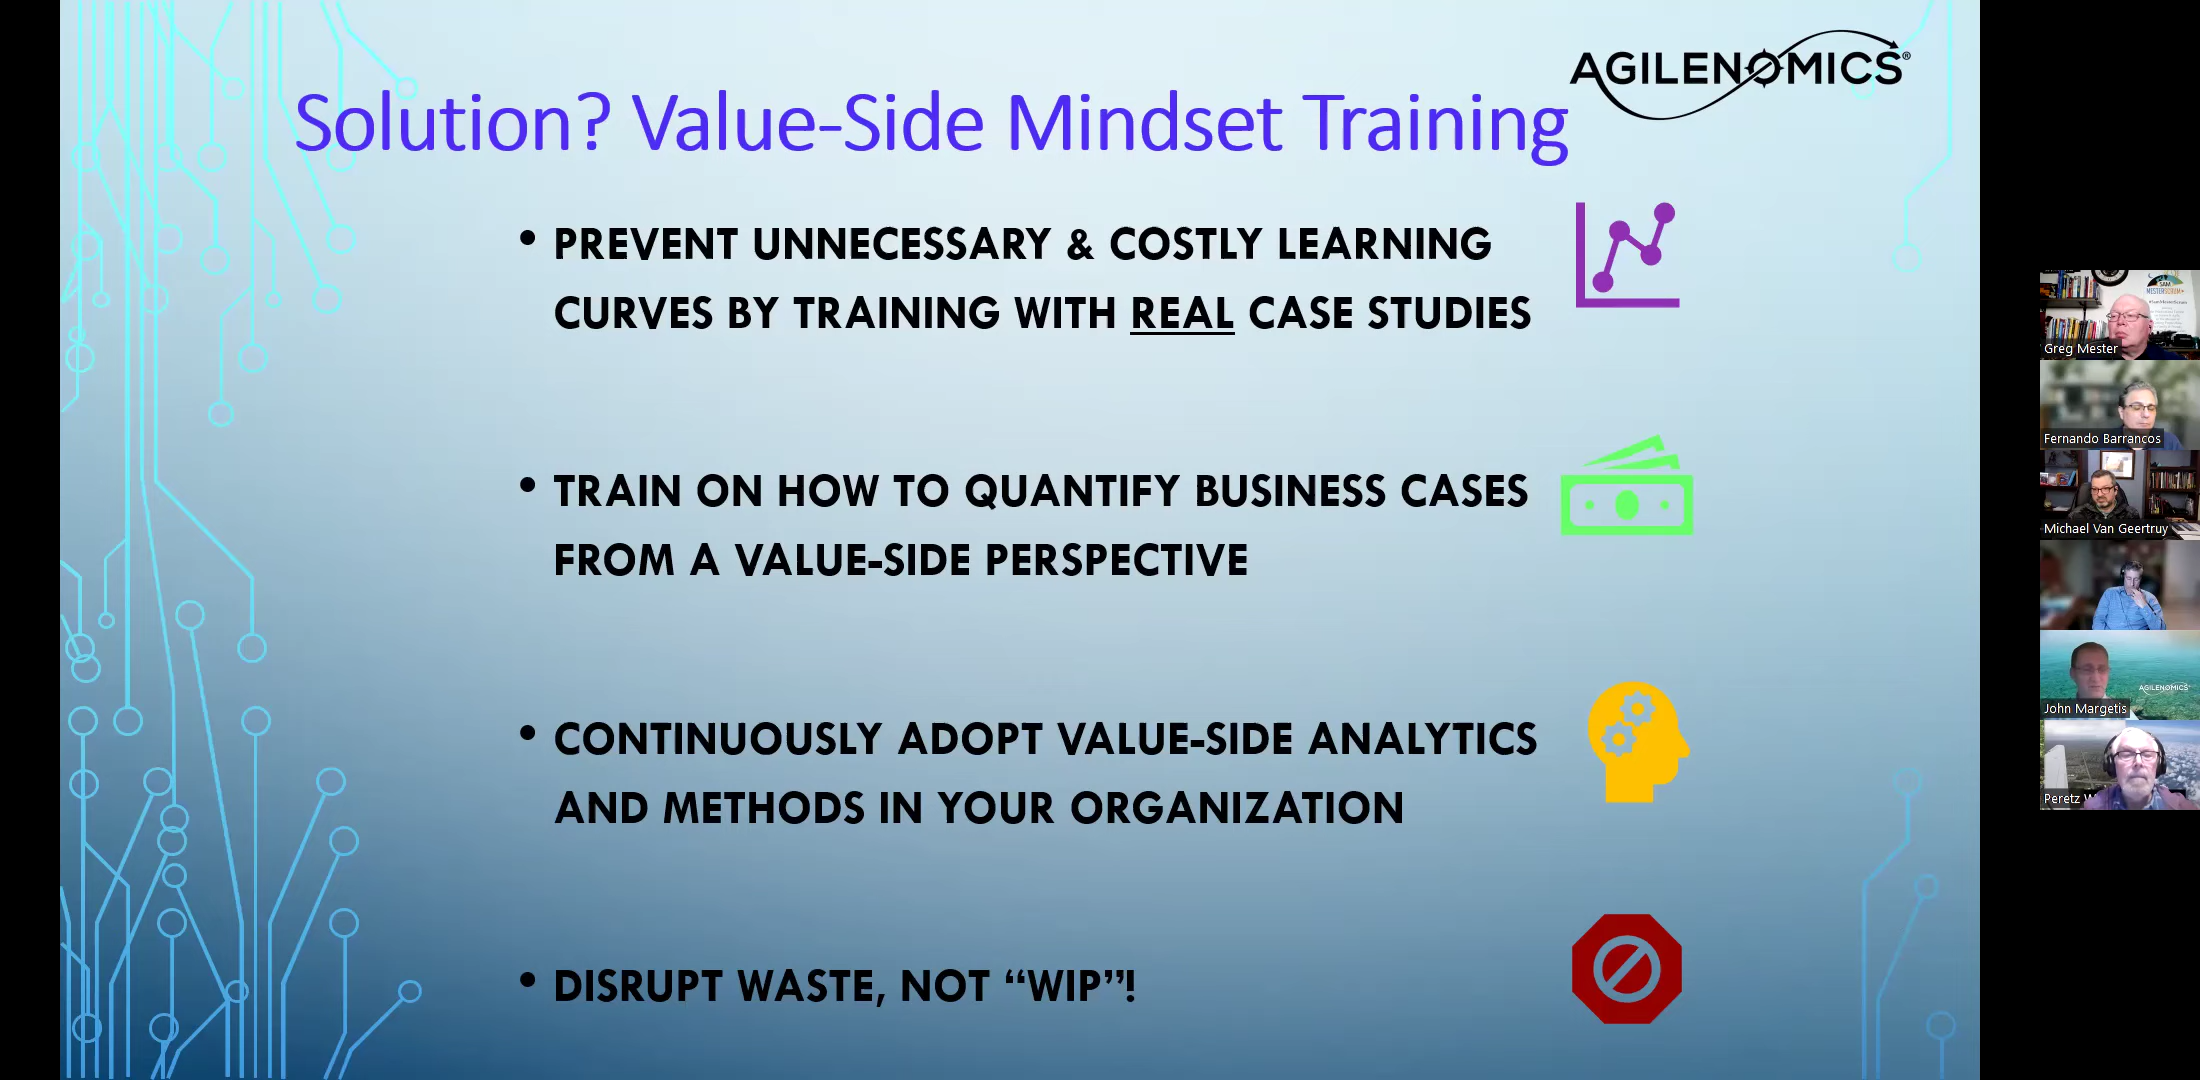 AGILENOMICS®
Solution? Value-Side Mindset Training
• PREVENT UNNECESSARY & COSTLY LEARNING
CURVES BY TRAINING WITH REAL CASE STUDIES
• TRAIN ON HOW TO QUANTIFY BUSINESS CASES
FROM A VALUE-SIDE PERSPECTIVE
• CONTINUOUSLY ADOPT VALUE-SIDE ANALYTICS
AND METHODS IN YOUR ORGANIZATION
• DISRUPT WASTE, NOT “WIP”!
SAM
MESTERSCRUM
Greg Mester
Fernando Barrancos
Michael Van Geertruy
AGILENOMICS
John Margetis
Peretz